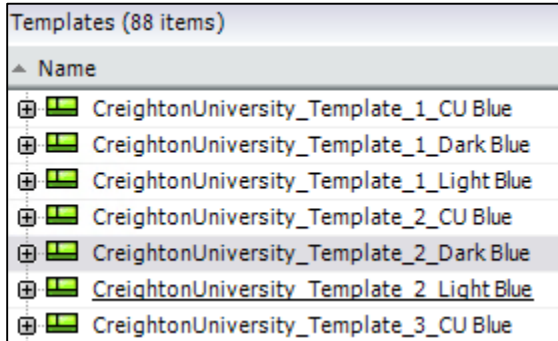 Templates (88 items)
Name
CreightonUniversity_Template_1_CU Blue
CreightonUniversity_Template_1_Dark Blue
CreightonUniversity_Template_1_Light Blue
CreightonUniversity_Template_2_CU Blue
CreightonUniversity_Template_2_Dark Blue
CreightonUniversity_Template_2_Light Blue
CreightonUniversity_Template_3_CU Blue